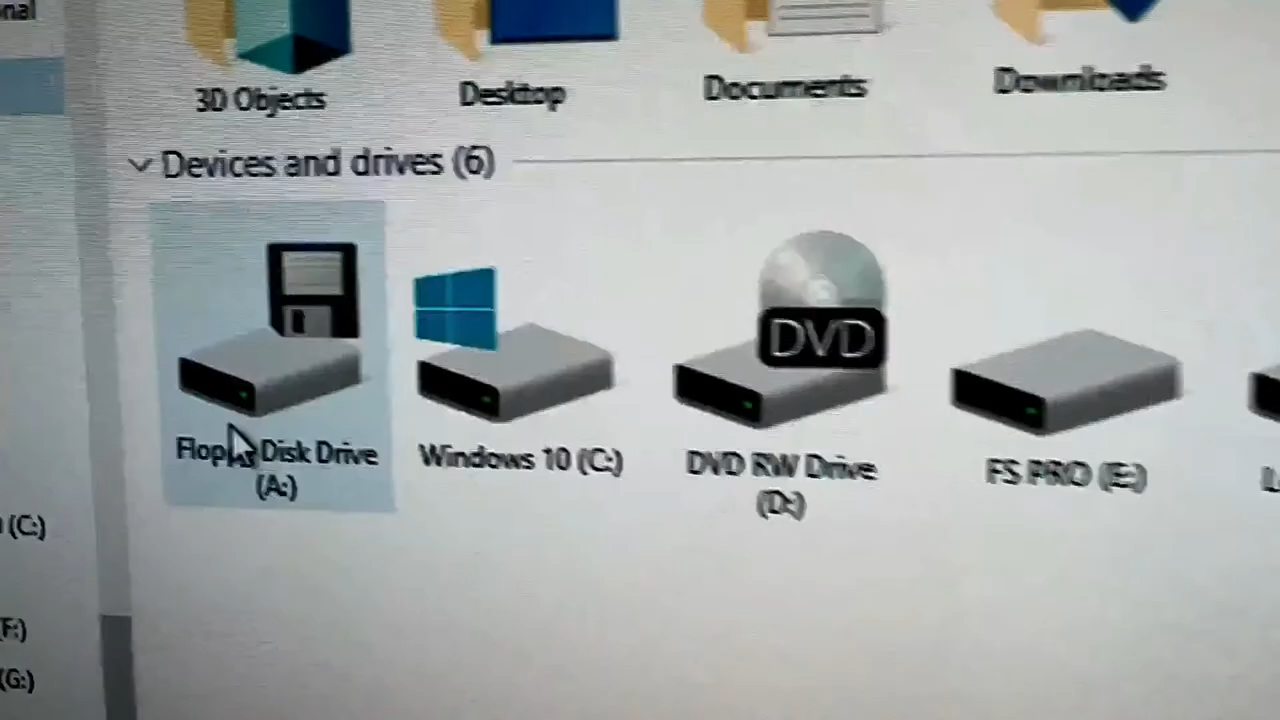 3D Objects
Desktop
Documents
Downloads
Devices and drives (6)
DVD
Disk Drive
(A:)
Windows 10 (C:)
DVD RW Drive
(D:)
FS PRO (E:)
(C:)
(F:)
(G:)